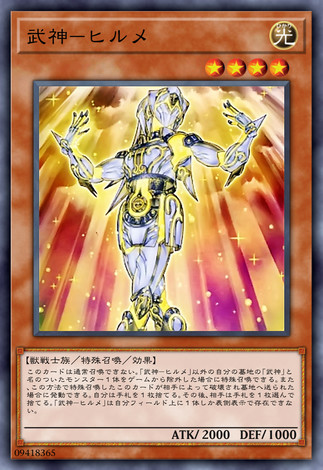 武神－ヒルメ
光
【獣戦士族／特殊召喚／効果】
このカードは通常召喚できない。「武神－ヒルメ」以外の自分の墓地の「武神」と
名のついたモンスター１体をゲームから除外した場合に特殊召喚できる。また
、この方法で特殊召喚したこのカードが相手によって破壊され墓地へ送られた
場合に発動できる。自分は手札を１枚捨てる。その後、相手は手札を１枚選んで
捨てる。「武神－ヒルメ」は自分フィールド上に１体しか表側表示で存在できな
い。
ATK/ 2000 DEF/1000
09418365